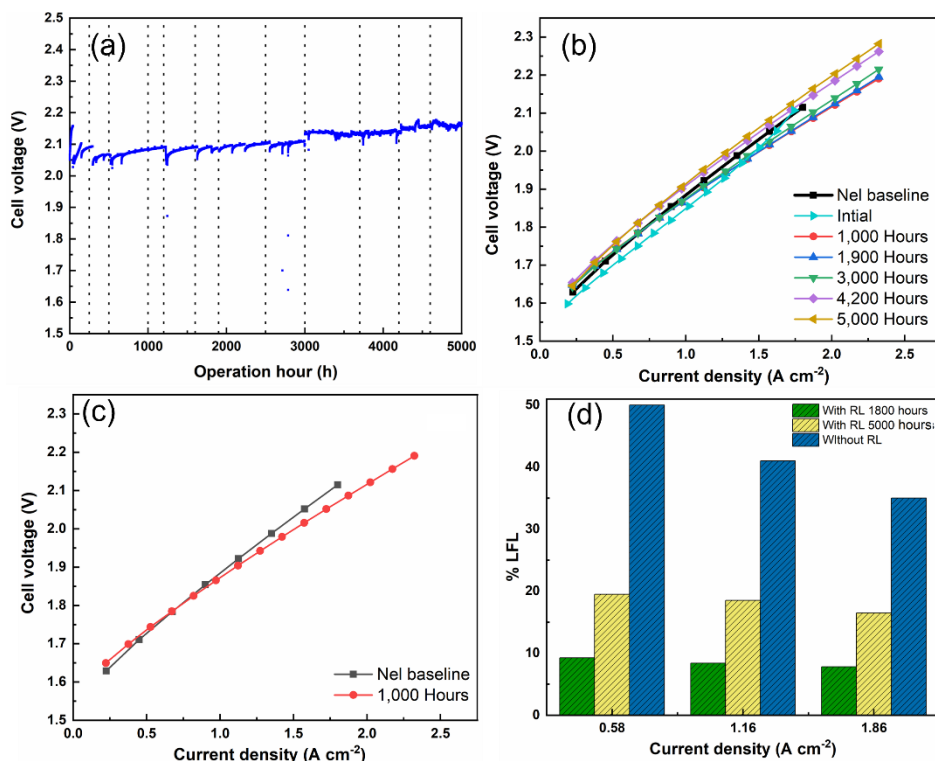 (a)
Cell voltage (V)
2.5
2.4
2.3
2.2
2.1
2.0
1.9
1.8
1.7
1.6
1.5
0 1000 2000 3000 4000 5000
Operation hour (h)
(b)
Cell voltage (V)
2.3
2.2
2.1
2.0
1.9
1.8
1.7
1.6
1.5
0.0 0.5 1.0 1.5 2.0 2.5
Current density (A cm⁻²)
Nel baseline
Intial
1,000 Hours
1,900 Hours
3,000 Hours
4,200 Hours
5,000 Hours
(c)
Cell voltage (V)
2.3
2.2
2.1
2.0
1.9
1.8
1.7
1.6
1.5
0.0 0.5 1.0 1.5 2.0 2.5
Current density (A cm⁻²)
Nel baseline
1,000 Hours
(d)
% LFL
50
40
30
20
10
0
0.58 1.16 1.86
Current density (A cm⁻²)
With RL 1800 hours
With RL 5000 hours
WIthout RL